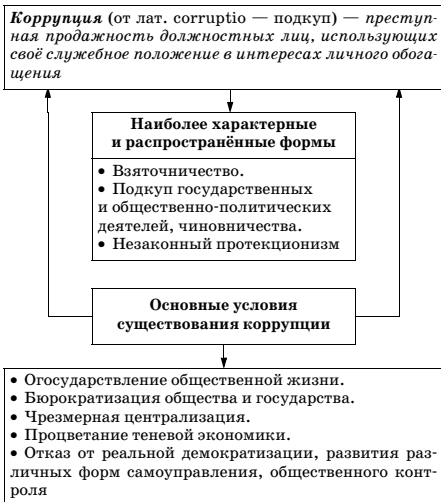 Коррупция (от лат. corruptio — подкуп) — преступ-
ная продажность должностных лиц, использующих
своё служебное положение в интересах личного обога-
щения
Наиболее характерные
и распространённые формы
• Взяточничество.
• Подкуп государственных
и общественно-политических
деятелей, чиновничества.
• Незаконный протекционизм
Основные условия
существования коррупции
• Огосударствление общественной жизни.
• Бюрократизация общества и государства.
• Чрезмерная централизация.
• Процветание теневой экономики.
• Отказ от реальной демократизации, развития раз-
личных форм самоуправления, общественного конт-
роля